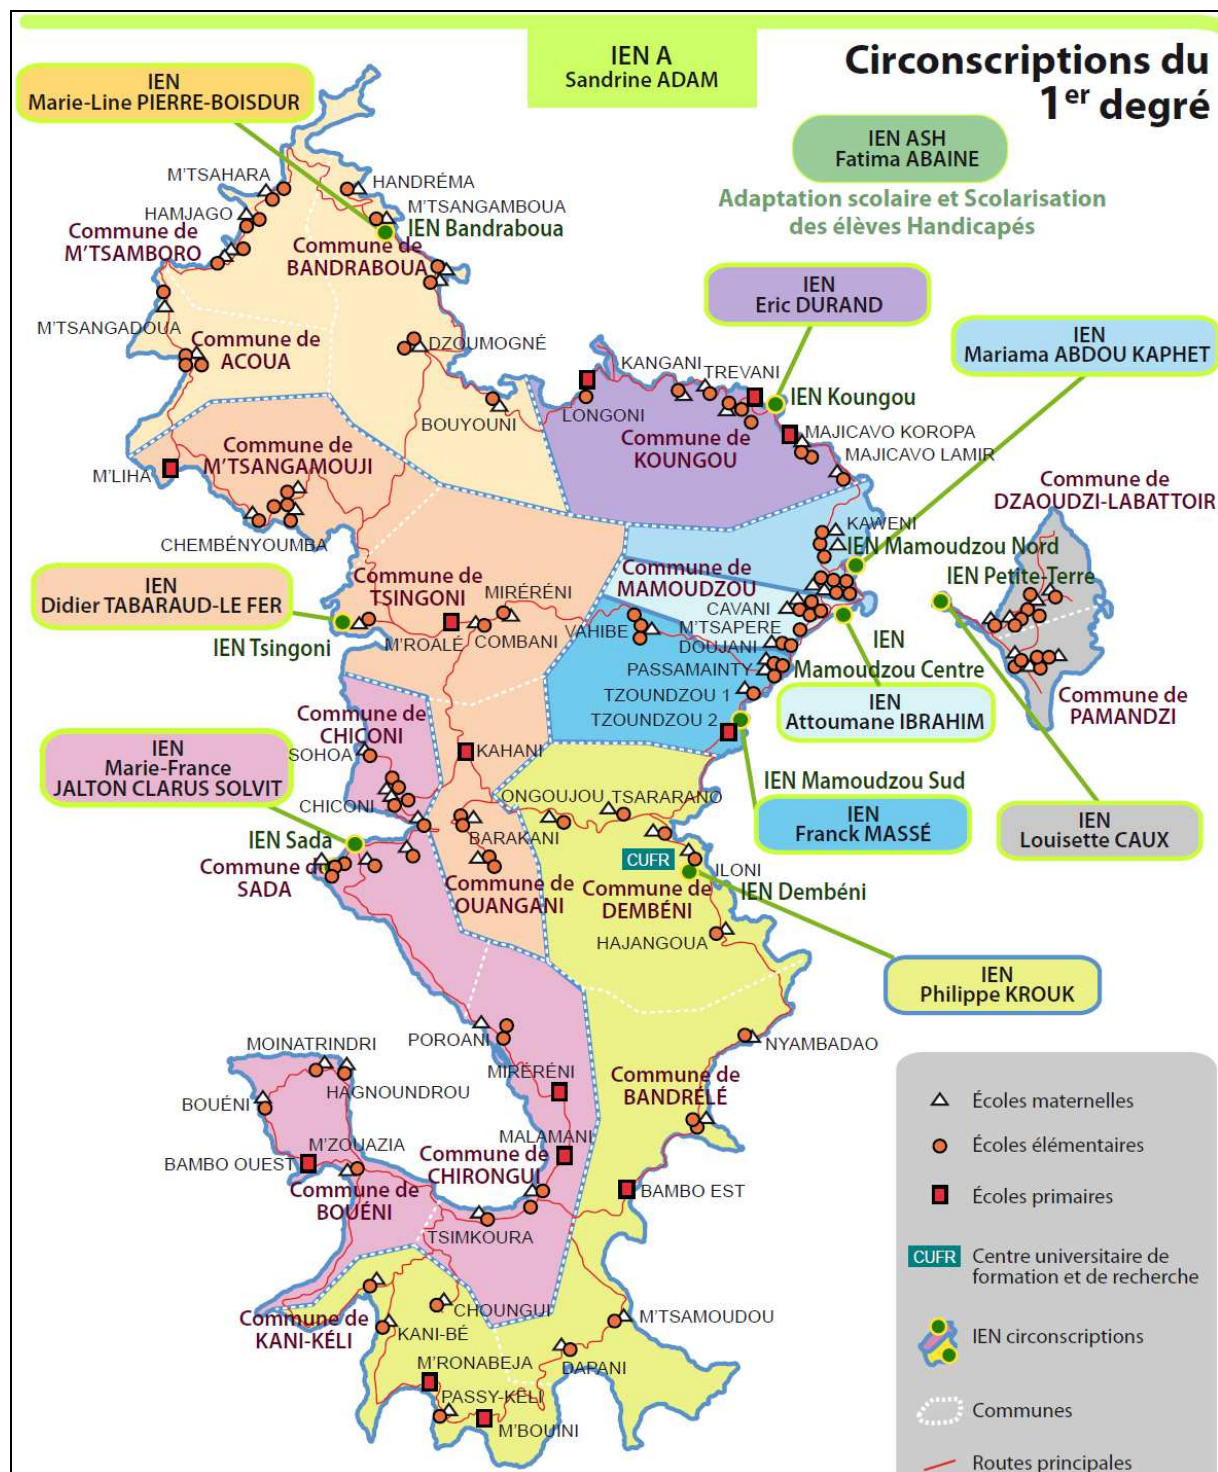 IEN A
Sandrine ADAM
Circonscriptions du
1er degré
IEN
Marie-Line PIERRE-BOISDUR
IEN ASH
Fatima ABAINE
Adaptation scolaire et Scolarisation
des élèves Handicapés
M'TSAHARA
HANDRÉMA
HAMJAGO
M'TSANGAMBOUA
IEN Bandraboua
Commune de
M'TSAMBORO
Commune de
BANDRABOUA
IEN
Eric DURAND
IEN
Mariama ABDOU KAPHET
M'TSANGADOUA
Commune de
ACOUA
DZOUMOGNÉ
KANGANI
TREVANI
IEN Koungou
BOUYOUNI
LONGONI
Commune de
KOUNGOU
MAJICAVO KOROPA
MAJICAVO LAMIR
Commune de
M'TSANGAMOUJI
M'LIHA
CHEMBÉNYOUMBA
Commune de
DZAOUDZI-LABATTOIR
KAWENI
IEN Mamoudzou Nord
IEN Petite-Terre
Commune de
MAMOUDZOU
IEN
Didier TABARAUD-LE FER
Commune de
TSINGONI
MIRÉRÉNI
CAVANI
M'TSAPERE
VAHIBE
DOUJANI
IEN Tsingoni
M'ROALÉ
COMBANI
IEN
Mamoudzou Centre
PASSAMAINTY
TZOUNDZOU 1
TZOUNDZOU 2
IEN
Attoumane IBRAHIM
Commune de
PAMANDZI
Commune de
CHICONI
SOHOA
KAHANI
IEN
Marie-France
JALTON CLARUS SOLVIT
CHICONI
ONGOUJOU
TSARARANO
IEN Mamoudzou Sud
IEN
Franck MASSÉ
IEN
Louisette CAUX
IEN Sada
BARAKANI
CUFR
ILONI
Commune de
SADA
Commune de
OUANGANI
Commune de
DEMBÉNI
IEN Dembéni
HAJANGOUA
IEN
Philippe KROUK
POROANI
NYAMBADAO
MOINATRINDRI
HAGNOUNDROU
MIRÉRÉNI
Commune de
BANDRÉLÉ
BOUÉNI
M'ZOUAZIA
MALAMANI
BAMBO OUEST
Commune de
CHIRONGUI
BAMBO EST
Commune de
BOUÉNI
TSIMKOURA
CHOUNGUI
M'TSAMOUDOU
Commune de
KANI-KÉLI
KANI-BÉ
DAPANI
M'RONABEJA
PASSY-KÉLI
M'BOUINI
Écoles maternelles
Écoles élémentaires
Écoles primaires
CUFR
Centre universitaire de
formation et de recherche
IEN circonscriptions
Communes
Routes principales